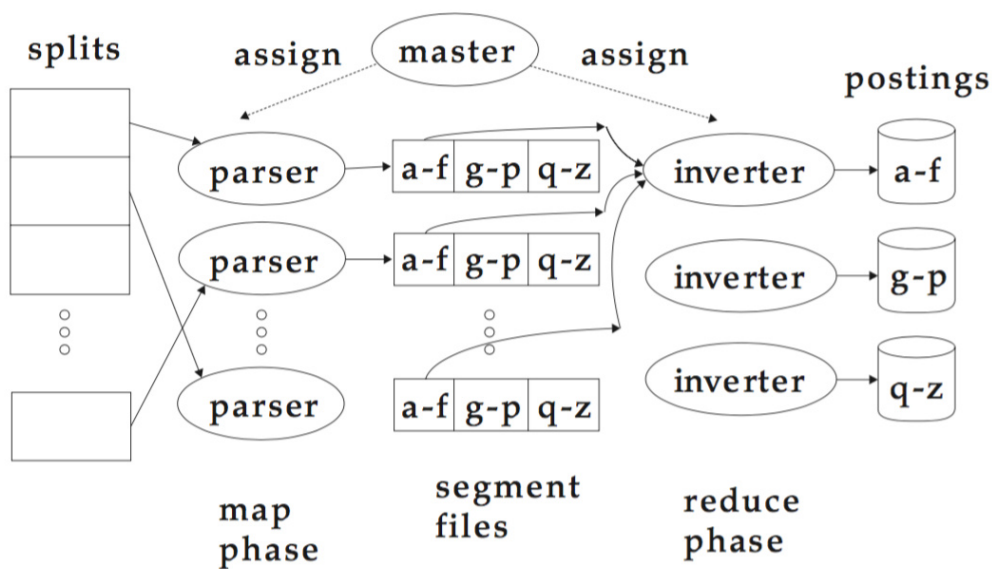 splits
assign
master
assign
postings
parser
a-f g-p q-z
inverter
a-f
parser
a-f g-p q-z
inverter
g-p
parser
a-f g-p q-z
inverter
q-z
map
phase
segment
files
reduce
phase